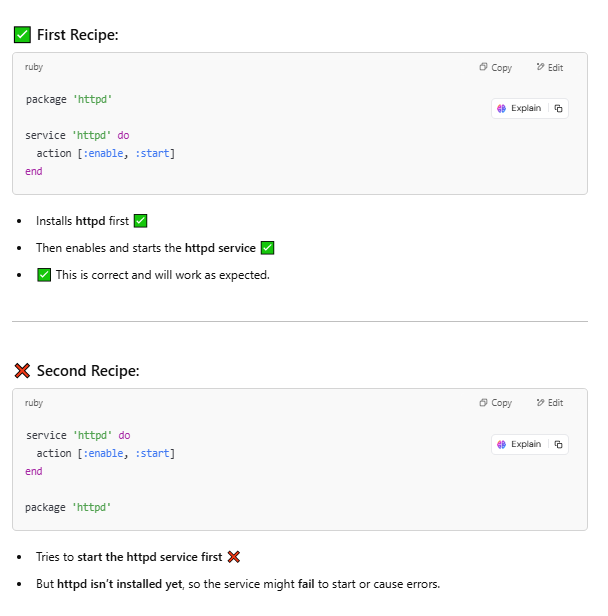 ✅ First Recipe:
ruby
Copy
Edit
package 'httpd'
Explain
service 'httpd' do
  action [:enable, :start]
end
• Installs httpd first ✅
• Then enables and starts the httpd service ✅
• ✅ This is correct and will work as expected.
❌ Second Recipe:
ruby
Copy
Edit
service 'httpd' do
Explain
  action [:enable, :start]
end
package 'httpd'
• Tries to start the httpd service first ❌
• But httpd isn't installed yet, so the service might fail to start or cause errors.